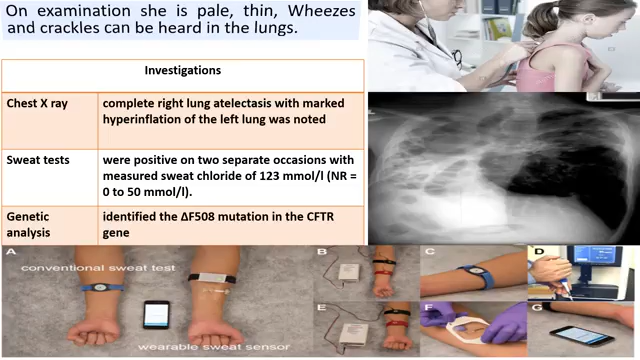 On examination she is pale, thin, Wheezes
and crackles can be heard in the lungs.
Investigations
Chest X ray
complete right lung atelectasis with marked
hyperinflation of the left lung was noted
Sweat tests
were positive on two separate occasions with
measured sweat chloride of 123 mmol/l (NR =
0 to 50 mmol/l).
Genetic
analysis
identified the ΔF508 mutation in the CFTR
gene
A
conventional sweat test
wearable sweat sensor
B
C
D
E
F
G